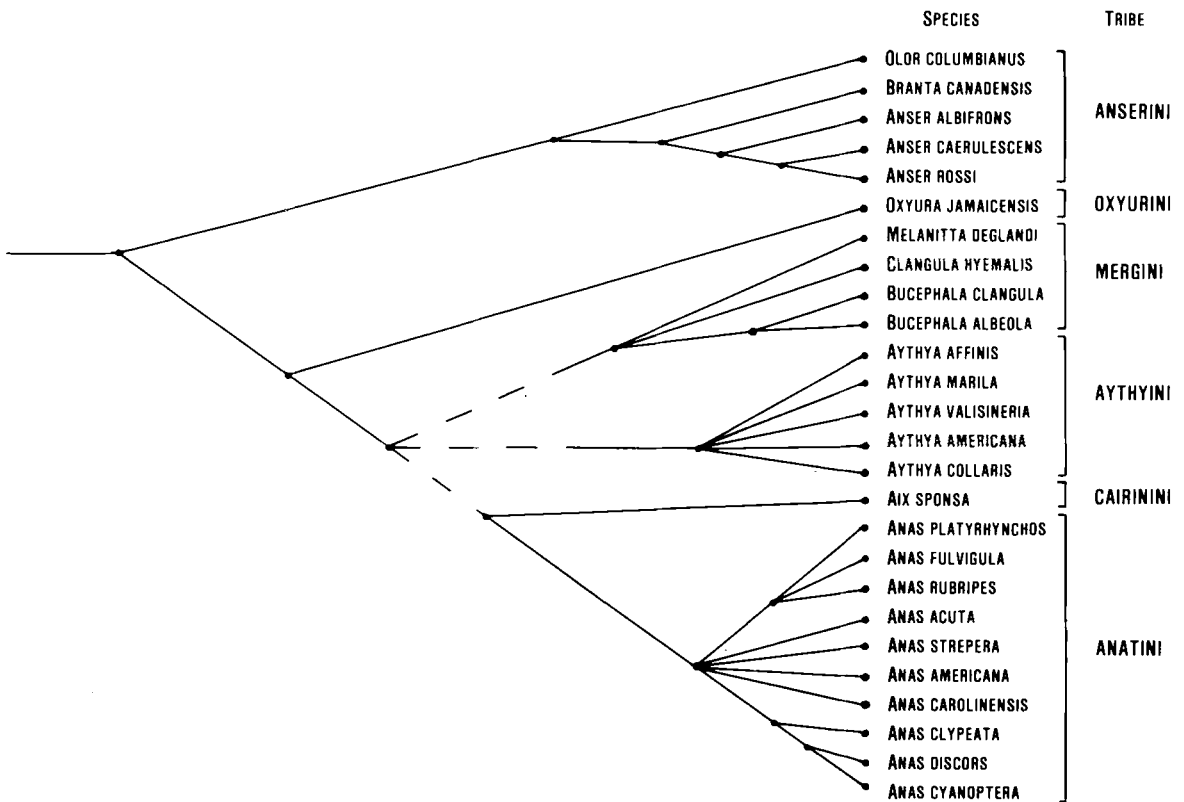 SPECIES TRIBE
OLOR COLUMBIANUS
BRANTA CANADENSIS
ANSERINI
ANSER ALBIFRONS
ANSER CAERULESCENS
ANSER ROSSI
OXYURA JAMAICENSIS OXYURINI
MELANITTA DEGLANDI
CLANGULA HYEMALIS
MERGINI
BUCEPHALA CLANGULA
BUCEPHALA ALBEOLA
AYTHYA AFFINIS
AYTHYA MARILA
AYTHYINI
AYTHYA VALISINERIA
AYTHYA AMERICANA
AYTHYA COLLARIS
AIX SPONSA CAIRININI
ANAS PLATYRHYNCHOS
ANAS FULVIGULA
ANAS RUBRIPES
ANAS ACUTA
ANAS STREPERA ANATINI
ANAS AMERICANA
ANAS CAROLINENSIS
ANAS CLYPEATA
ANAS DISCORS
ANAS CYANOPTERA